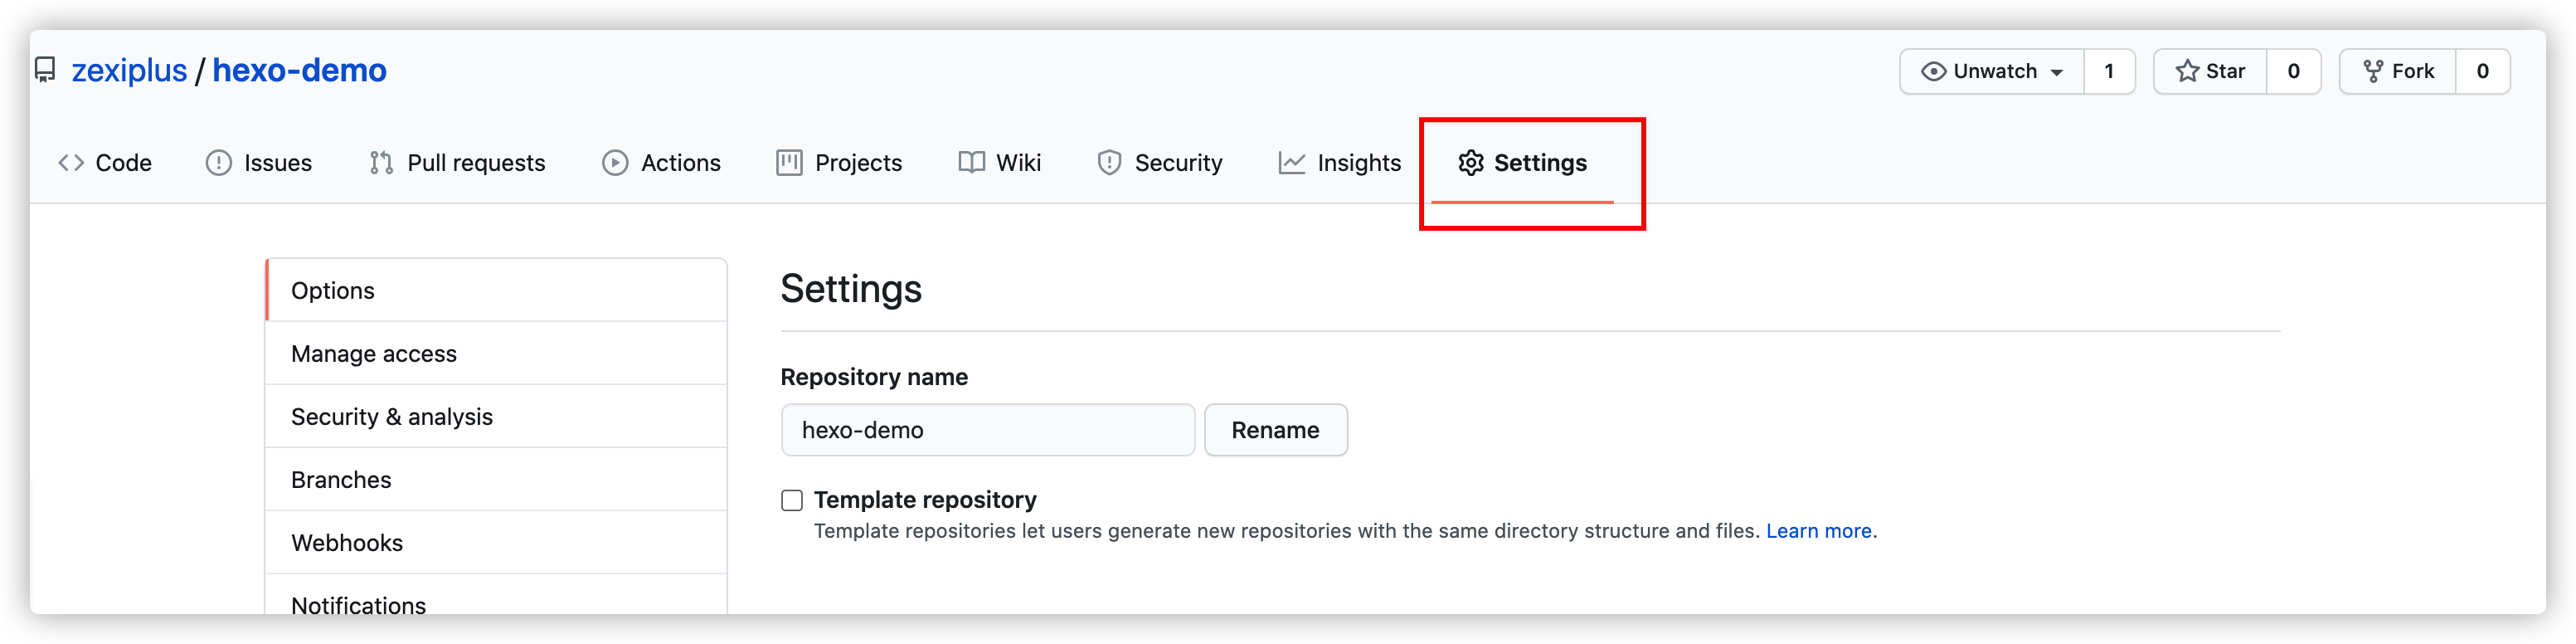 zexiplus / hexo-demo
Unwatch 1 Star 0 Fork 0
Code Issues Pull requests Actions Projects Wiki Security Insights Settings
Options
Manage access
Security & analysis
Branches
Webhooks
Notifications
Settings
Repository name
hexo-demo Rename
Template repository
Template repositories let users generate new repositories with the same directory structure and files. Learn more.